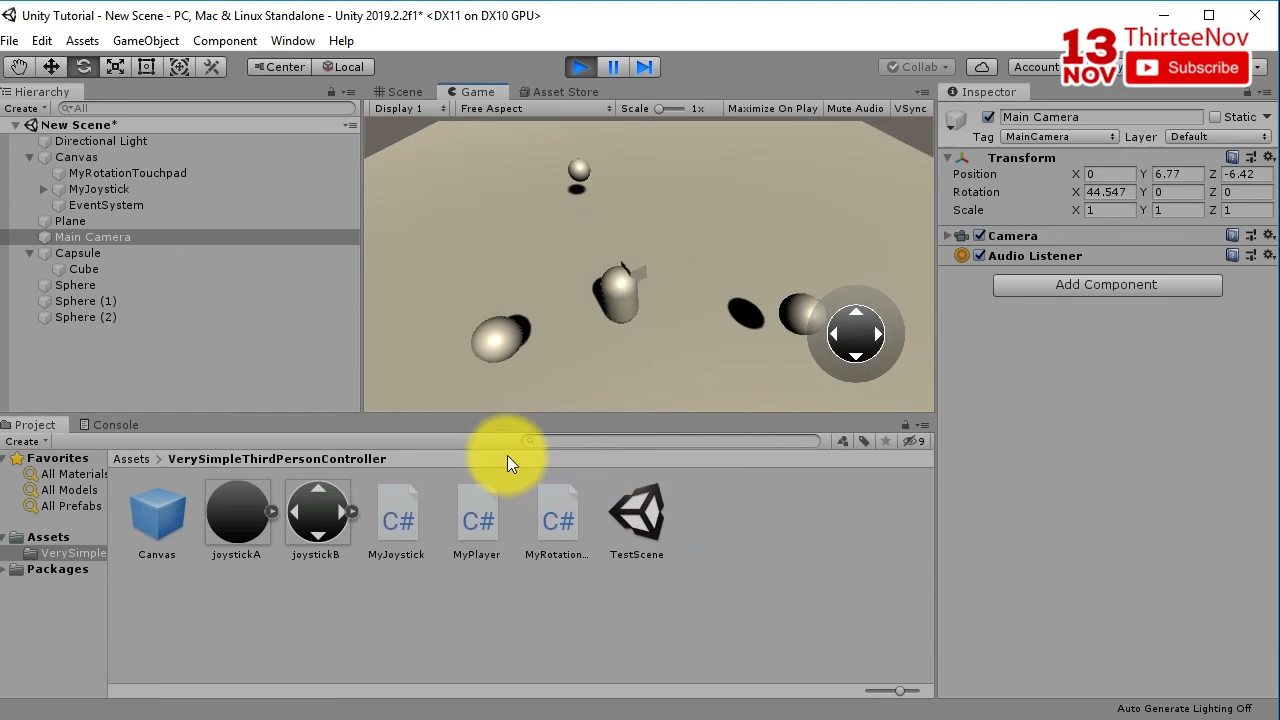 Unity Tutorial - New Scene - PC, Mac & Linux Standalone - Unity 2019.2.2f1* <DX11 on DX10 GPU>
File Edit Assets GameObject Component Window Help
13 NOV ThirteeNov
Subscribe
Center Local Collab Account
Hierarchy Scene Game Asset Store Inspector
Create All Display 1 Free Aspect Scale 1x Maximize On Play Mute Audio VSync
Main Camera Static
New Scene*
Tag MainCamera Layer Default
Directional Light
Canvas
Transform
MyRotationTouchpad
Position X 0 Y 6.77 Z -6.42
MyJoystick
Rotation X 44.547 Y 0 Z 0
EventSystem
Scale X 1 Y 1 Z 1
Plane
Main Camera
Camera
Capsule
Audio Listener
Cube
Sphere
Add Component
Sphere (1)
Sphere (2)
Project Console
Create 9
Favorites
Assets > VerySimpleThirdPersonController
All Materials
All Models
All Prefabs
C# C# C#
Assets
VerySimple
Packages
Canvas joystickA joystickB MyJoystick MyPlayer MyRotation... TestScene
Auto Generate Lighting Off